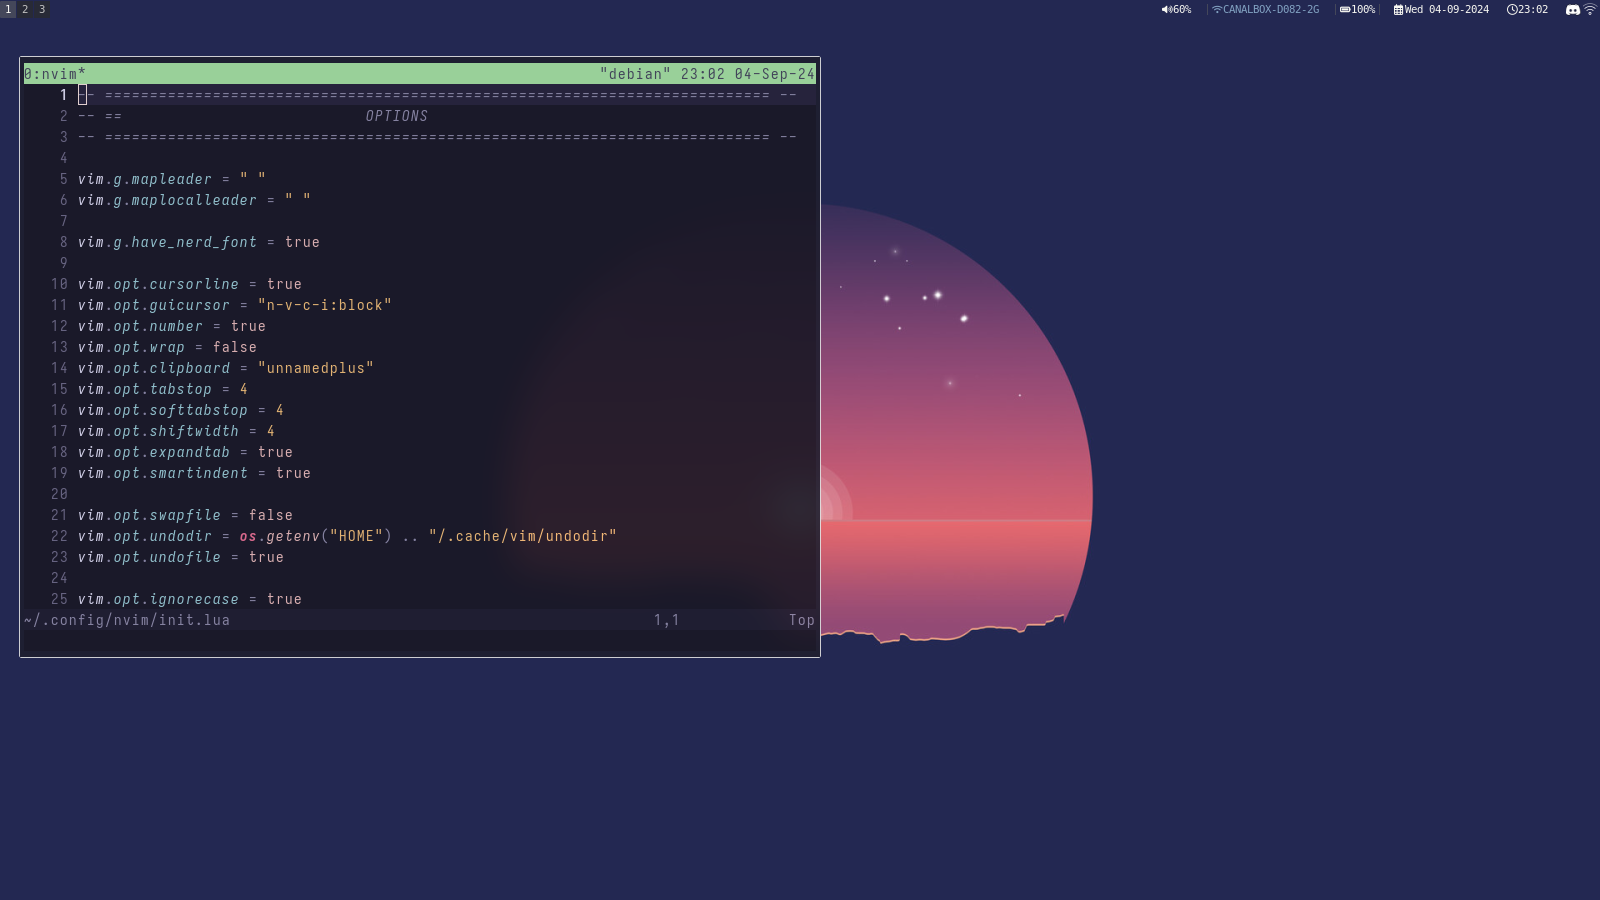 1 2 3 60% CANALBOX-D082-2G 100% Wed 04-09-2024 23:02
0:nvim* "debian" 23:02 04-Sep-24
1 -- ========================================================================== --
2 -- == OPTIONS
3 -- ========================================================================== --
4
5 vim.g.mapleader = " "
6 vim.g.maplocalleader = " "
7
8 vim.g.have_nerd_font = true
9
10 vim.opt.cursorline = true
11 vim.opt.guicursor = "n-v-c-i:block"
12 vim.opt.number = true
13 vim.opt.wrap = false
14 vim.opt.clipboard = "unnamedplus"
15 vim.opt.tabstop = 4
16 vim.opt.softtabstop = 4
17 vim.opt.shiftwidth = 4
18 vim.opt.expandtab = true
19 vim.opt.smartindent = true
20
21 vim.opt.swapfile = false
22 vim.opt.undodir = os.getenv("HOME") .. "/.cache/vim/undodir"
23 vim.opt.undofile = true
24
25 vim.opt.ignorecase = true
~/.config/nvim/init.lua 1,1 Top